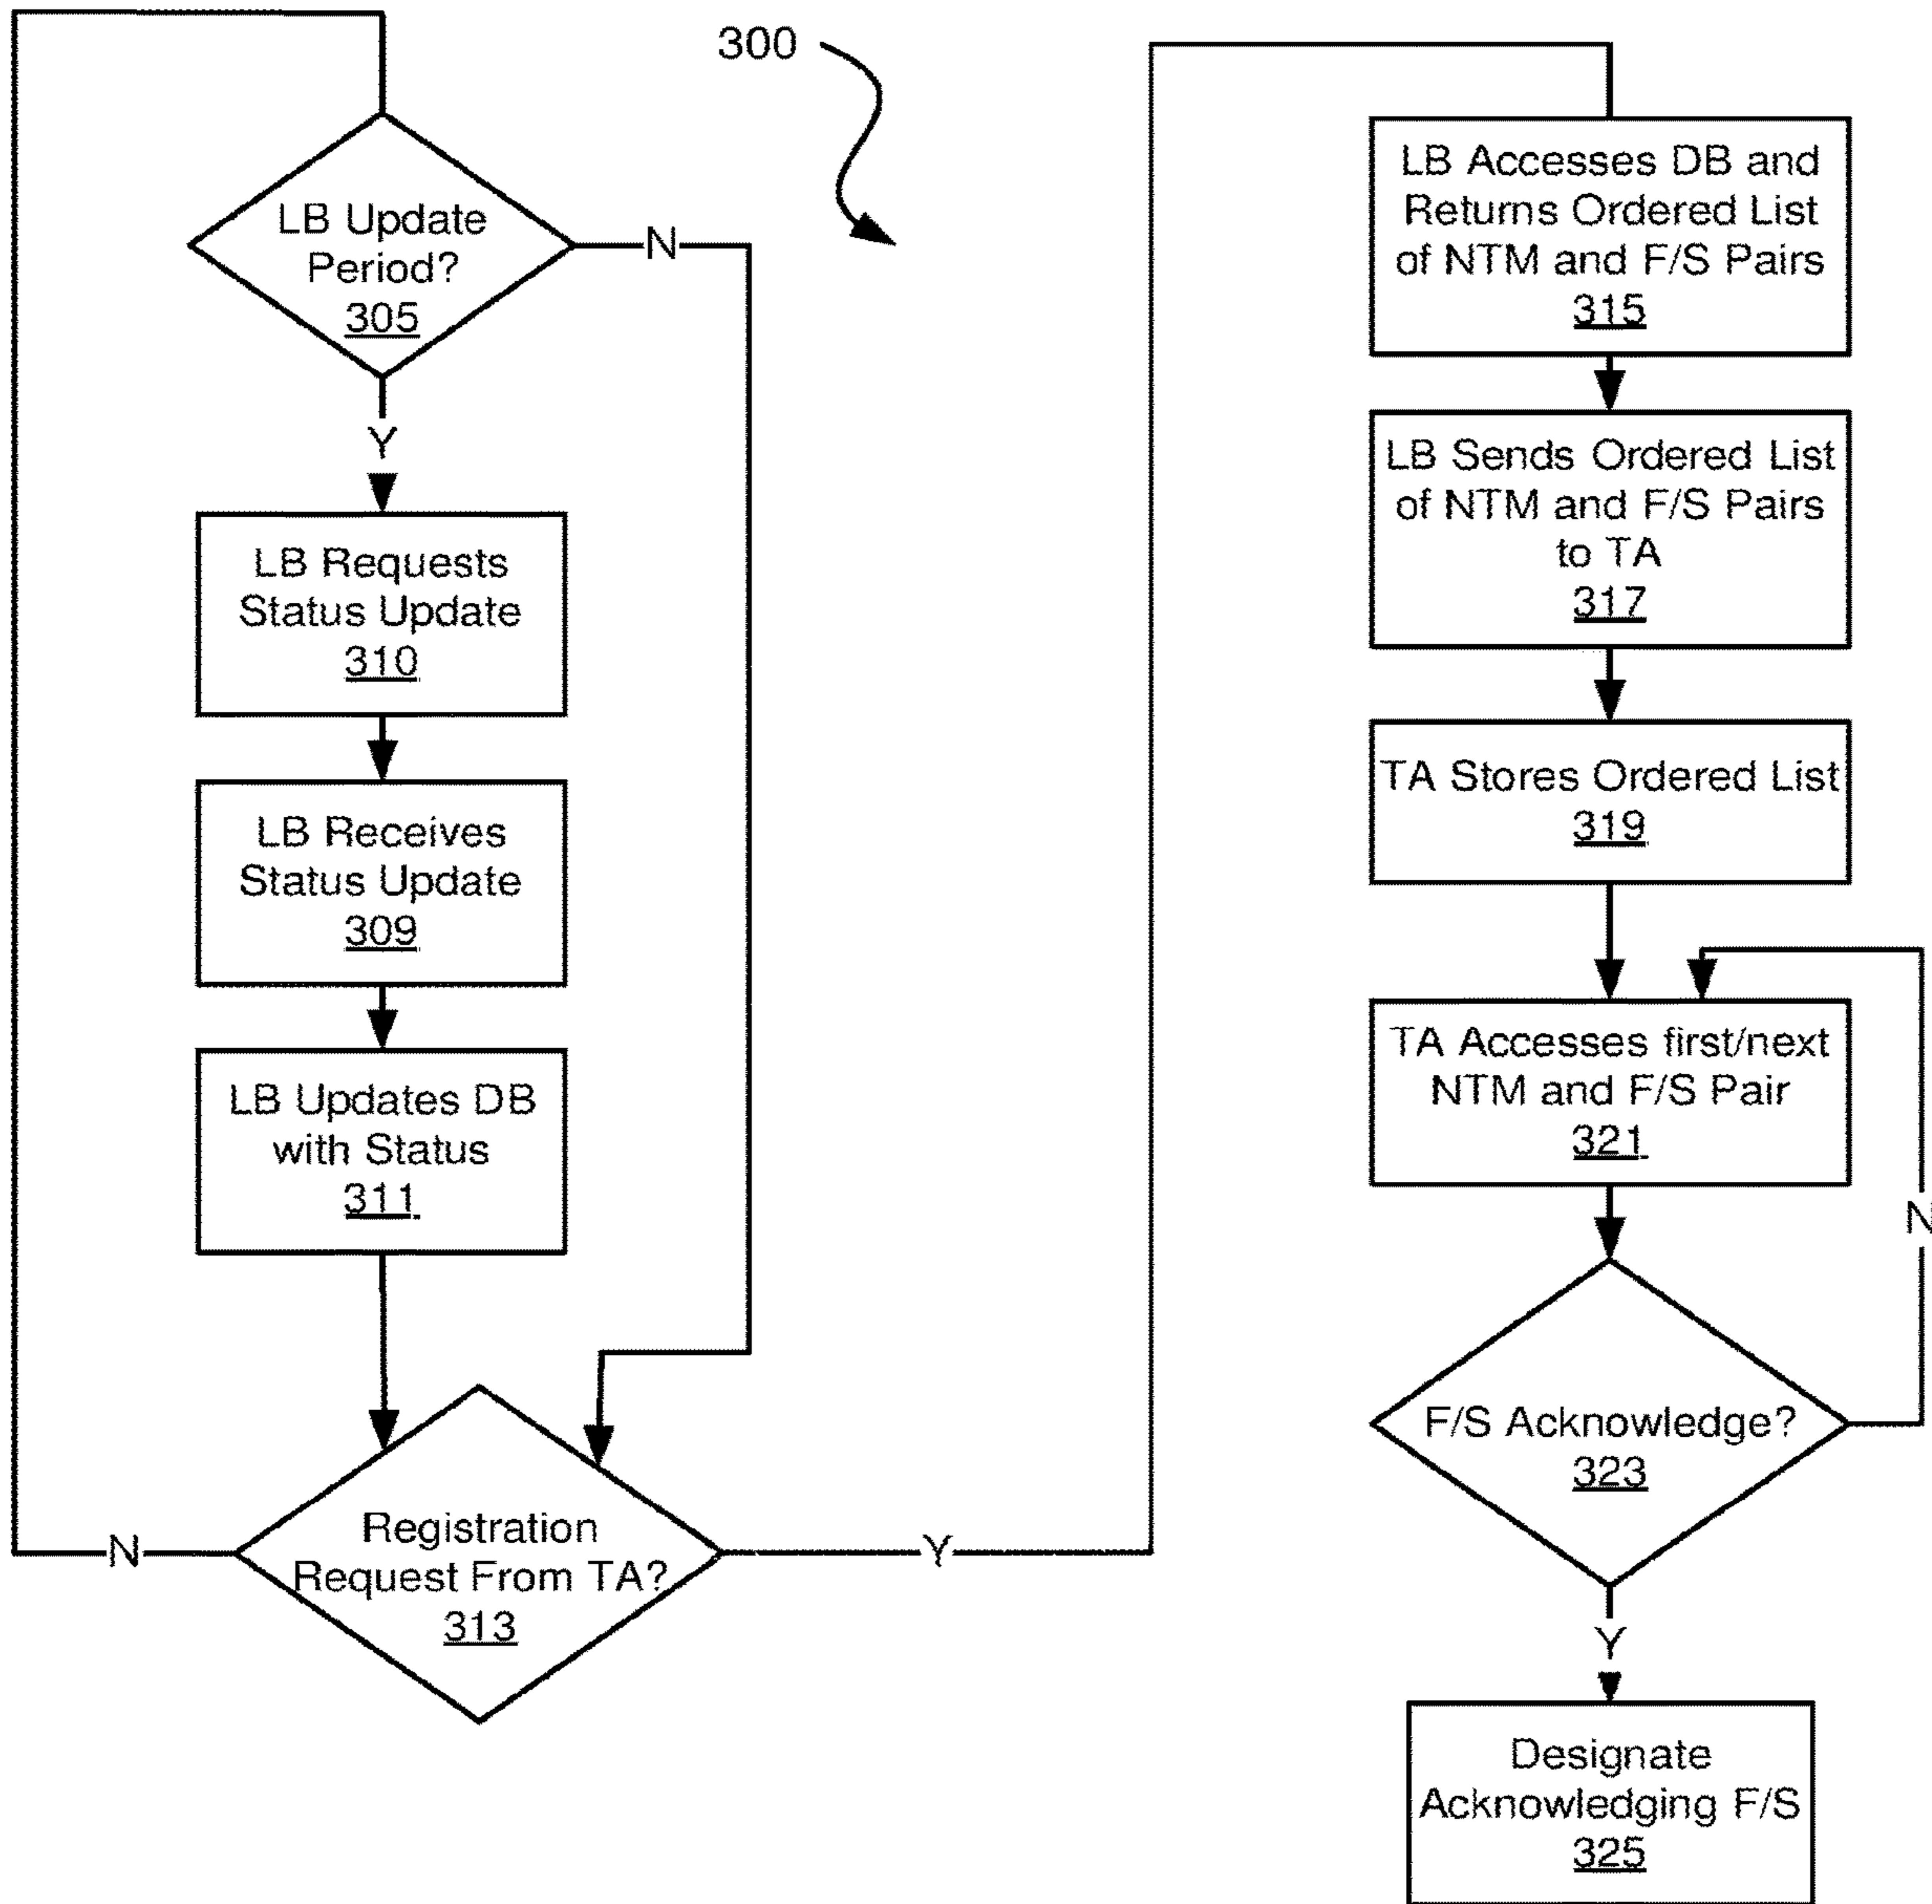 300
LB Update
Period?
305
N
Y
LB Requests
Status Update
310
LB Receives
Status Update
309
LB Updates DB
with Status
311
Registration
Request From TA?
313
N
Y
LB Accesses DB and
Returns Ordered List
of NTM and F/S Pairs
315
LB Sends Ordered List
of NTM and F/S Pairs
to TA
317
TA Stores Ordered List
319
TA Accesses first/next
NTM and F/S Pair
321
N
F/S Acknowledge?
323
Y
Designate
Acknowledging F/S
325